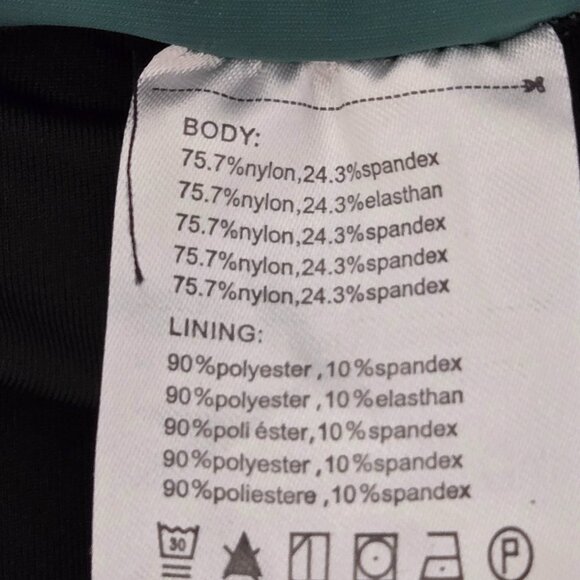 BODY:
75.7%nylon,24.3%spandex
75.7%nylon,24.3%elasthan
75.7%nylon,24.3%spandex
75.7%nylon,24.3%spandex
75.7%nylon,24.3%spandex
LINING:
90%polyester,10%spandex
90%polyester,10%elasthan
90%poli éster,10%spandex
90%polyester,10%spandex
90%poliestere,10%spandex
30
P